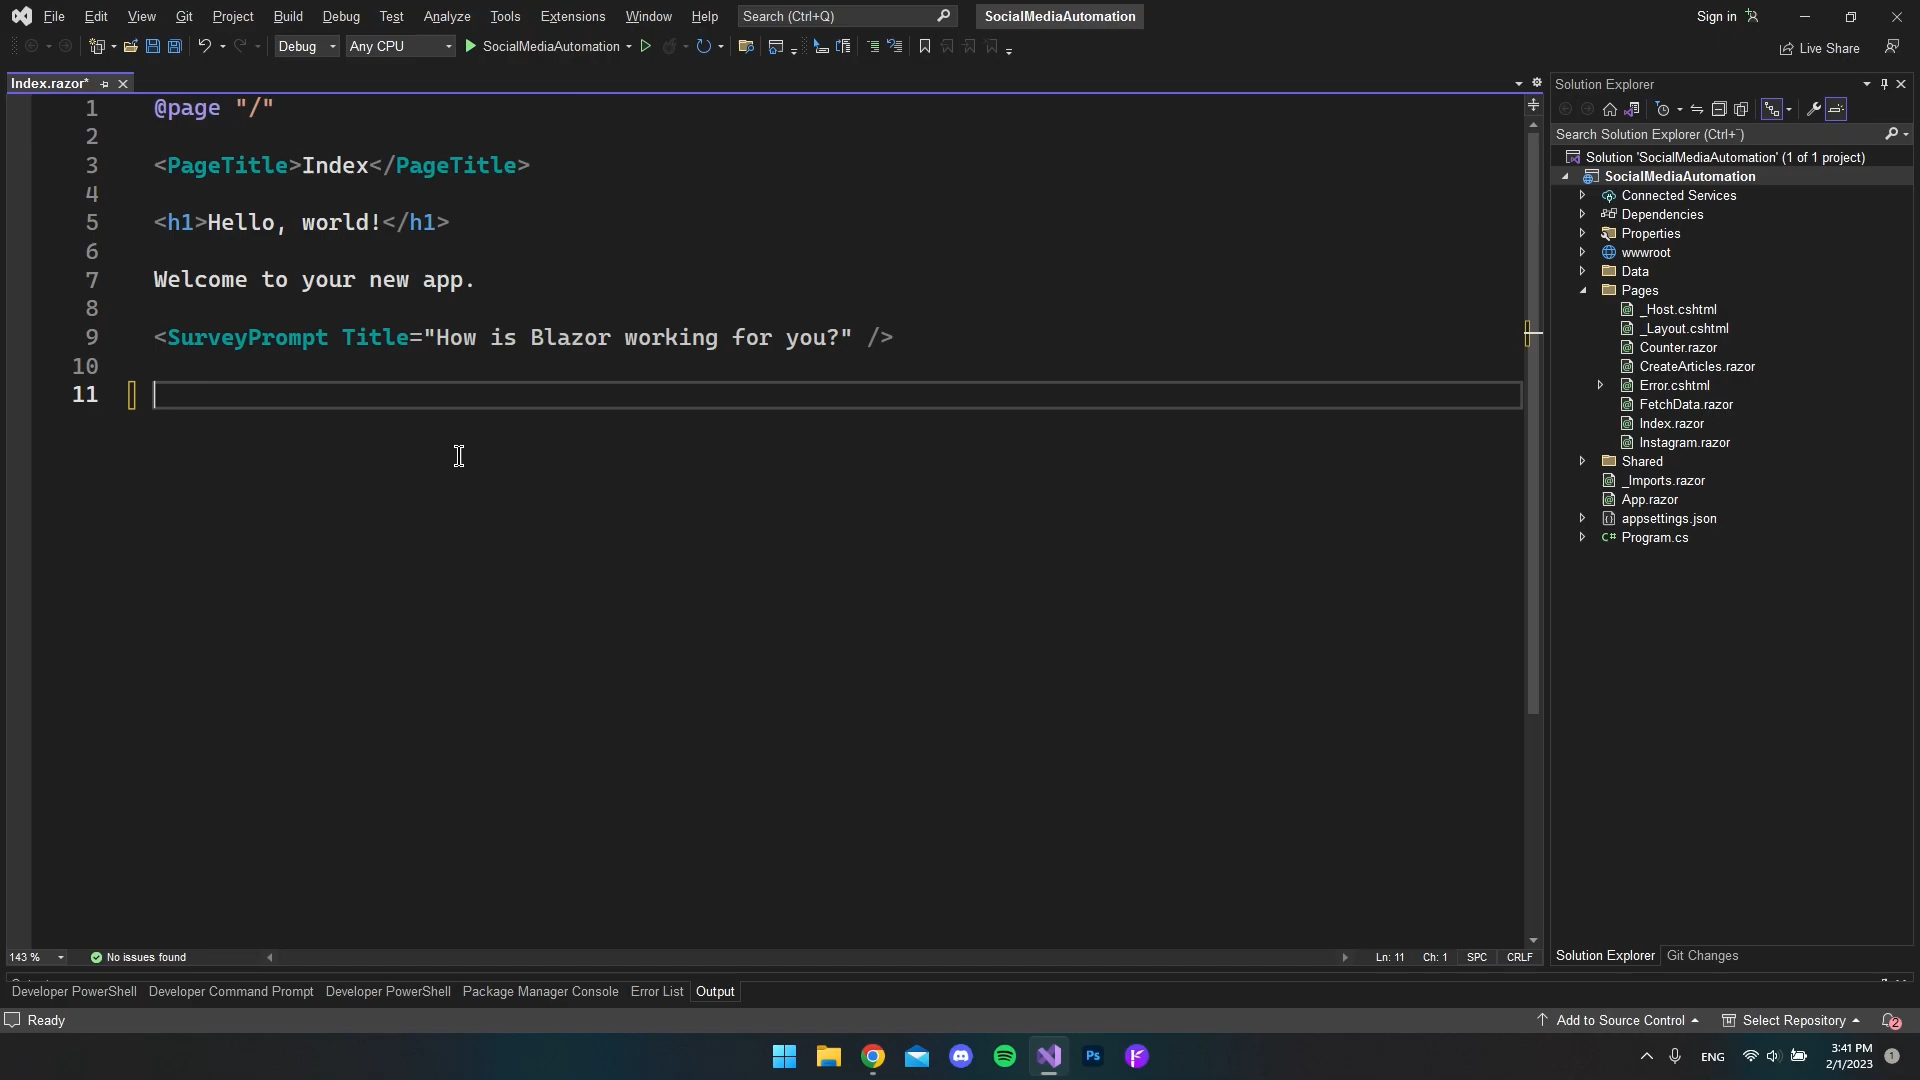 File Edit View Git Project Build Debug Test Analyze Tools Extensions Window Help Search (Ctrl+Q) SocialMediaAutomation Sign in
Debug Any CPU SocialMediaAutomation Live Share
Index.razor*
1 @page "/"
2
3 <PageTitle>Index</PageTitle>
4
5 <h1>Hello, world!</h1>
6
7 Welcome to your new app.
8
9 <SurveyPrompt Title="How is Blazor working for you?" />
10
11
143 % No issues found Ln: 11 Ch: 1 SPC CRLF
Solution Explorer
Search Solution Explorer (Ctrl+¨)
Solution 'SocialMediaAutomation' (1 of 1 project)
SocialMediaAutomation
Connected Services
Dependencies
Properties
wwwroot
Data
Pages
_Host.cshtml
_Layout.cshtml
Counter.razor
CreateArticles.razor
Error.cshtml
FetchData.razor
Index.razor
Instagram.razor
Shared
_Imports.razor
App.razor
appsettings.json
C# Program.cs
Solution Explorer Git Changes
Developer PowerShell Developer Command Prompt Developer PowerShell Package Manager Console Error List Output
Ready Add to Source Control Select Repository 2
Ps ENG 3:41 PM
2/1/2023 1